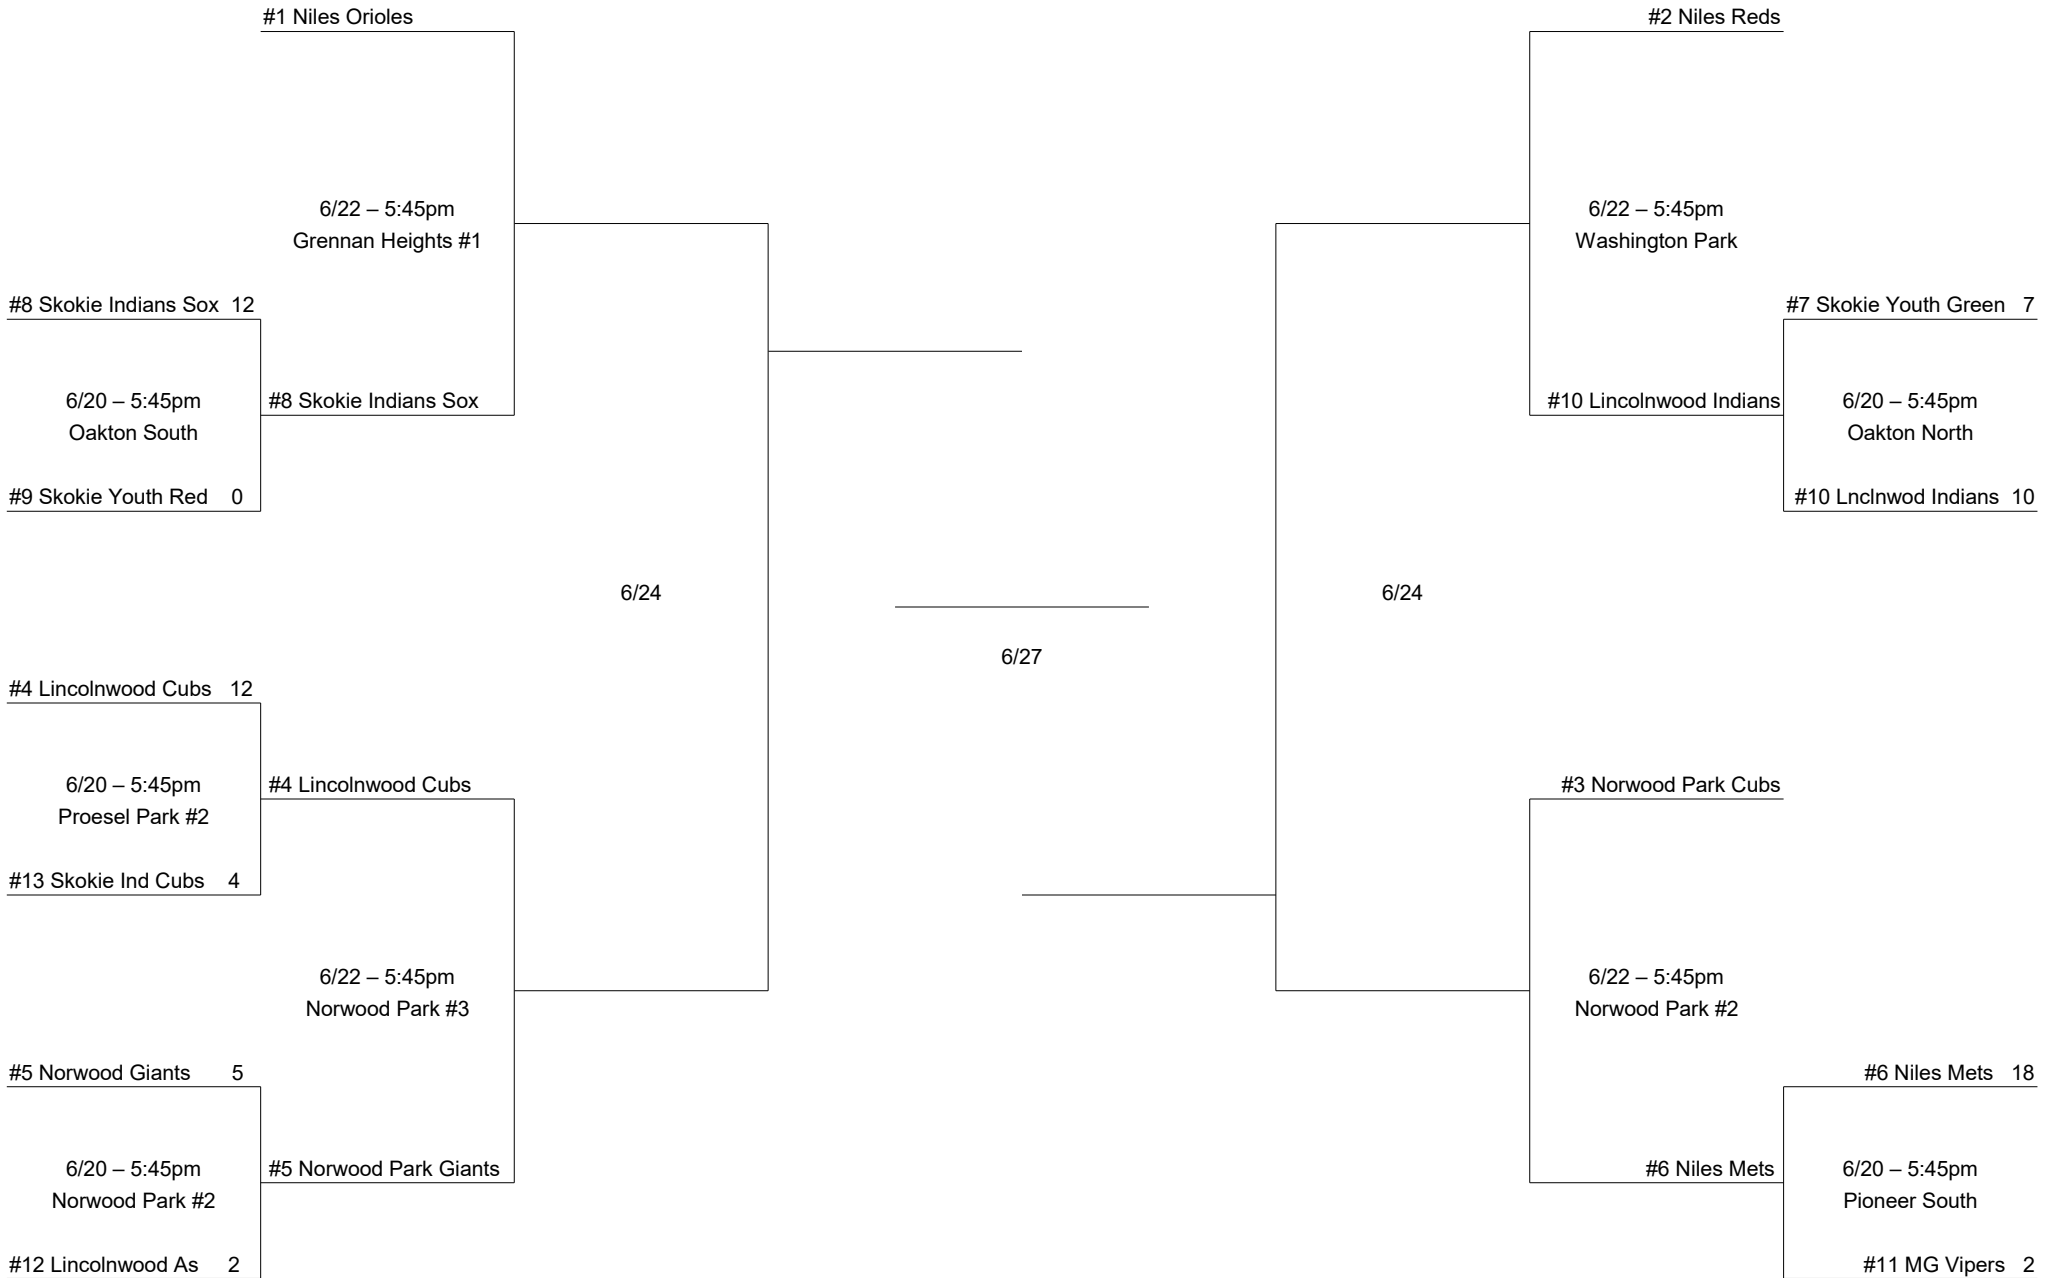 #1 Niles Orioles
#2 Niles Reds
6/22 – 5:45pm
Grennan Heights #1
6/22 – 5:45pm
Washington Park
#8 Skokie Indians Sox 12
#7 Skokie Youth Green 7
6/20 – 5:45pm
Oakton South
#8 Skokie Indians Sox
#10 Lincolnwood Indians
6/20 – 5:45pm
Oakton North
#9 Skokie Youth Red 0
#10 Lnclnwod Indians 10
6/24
6/24
6/27
#4 Lincolnwood Cubs 12
6/20 – 5:45pm
Proesel Park #2
#4 Lincolnwood Cubs
#3 Norwood Park Cubs
#13 Skokie Ind Cubs 4
6/22 – 5:45pm
Norwood Park #3
6/22 – 5:45pm
Norwood Park #2
#5 Norwood Giants 5
#6 Niles Mets 18
6/20 – 5:45pm
Norwood Park #2
#5 Norwood Park Giants
#6 Niles Mets
6/20 – 5:45pm
Pioneer South
#12 Lincolnwood As 2
#11 MG Vipers 2